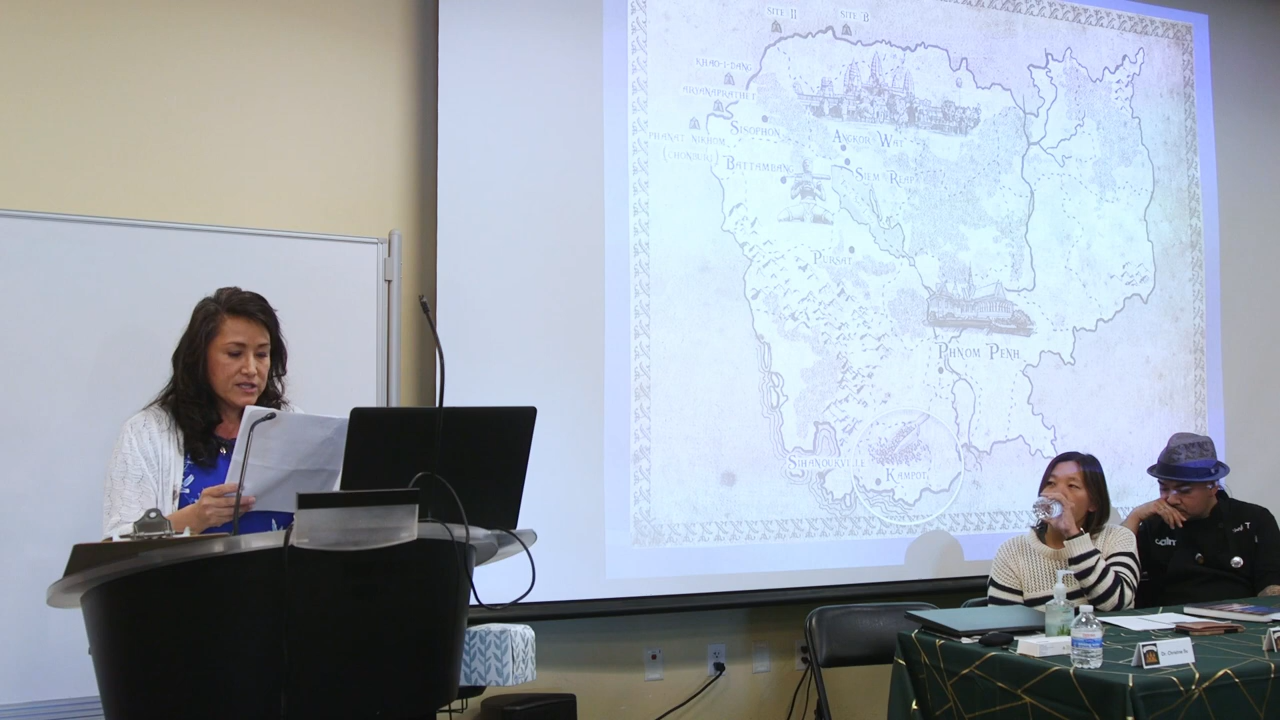 SITE II
SITE B
KHAO-I-DANG
ARYANAPRATHET
PHANAT NIKHOM
(CHONBURI)
SISOPHON
ANGKOR WAT
BATTAMBANG
SIEM REAP
PURSAT
PHNOM PENH
SIHANOUKVILLE
KAMPOT